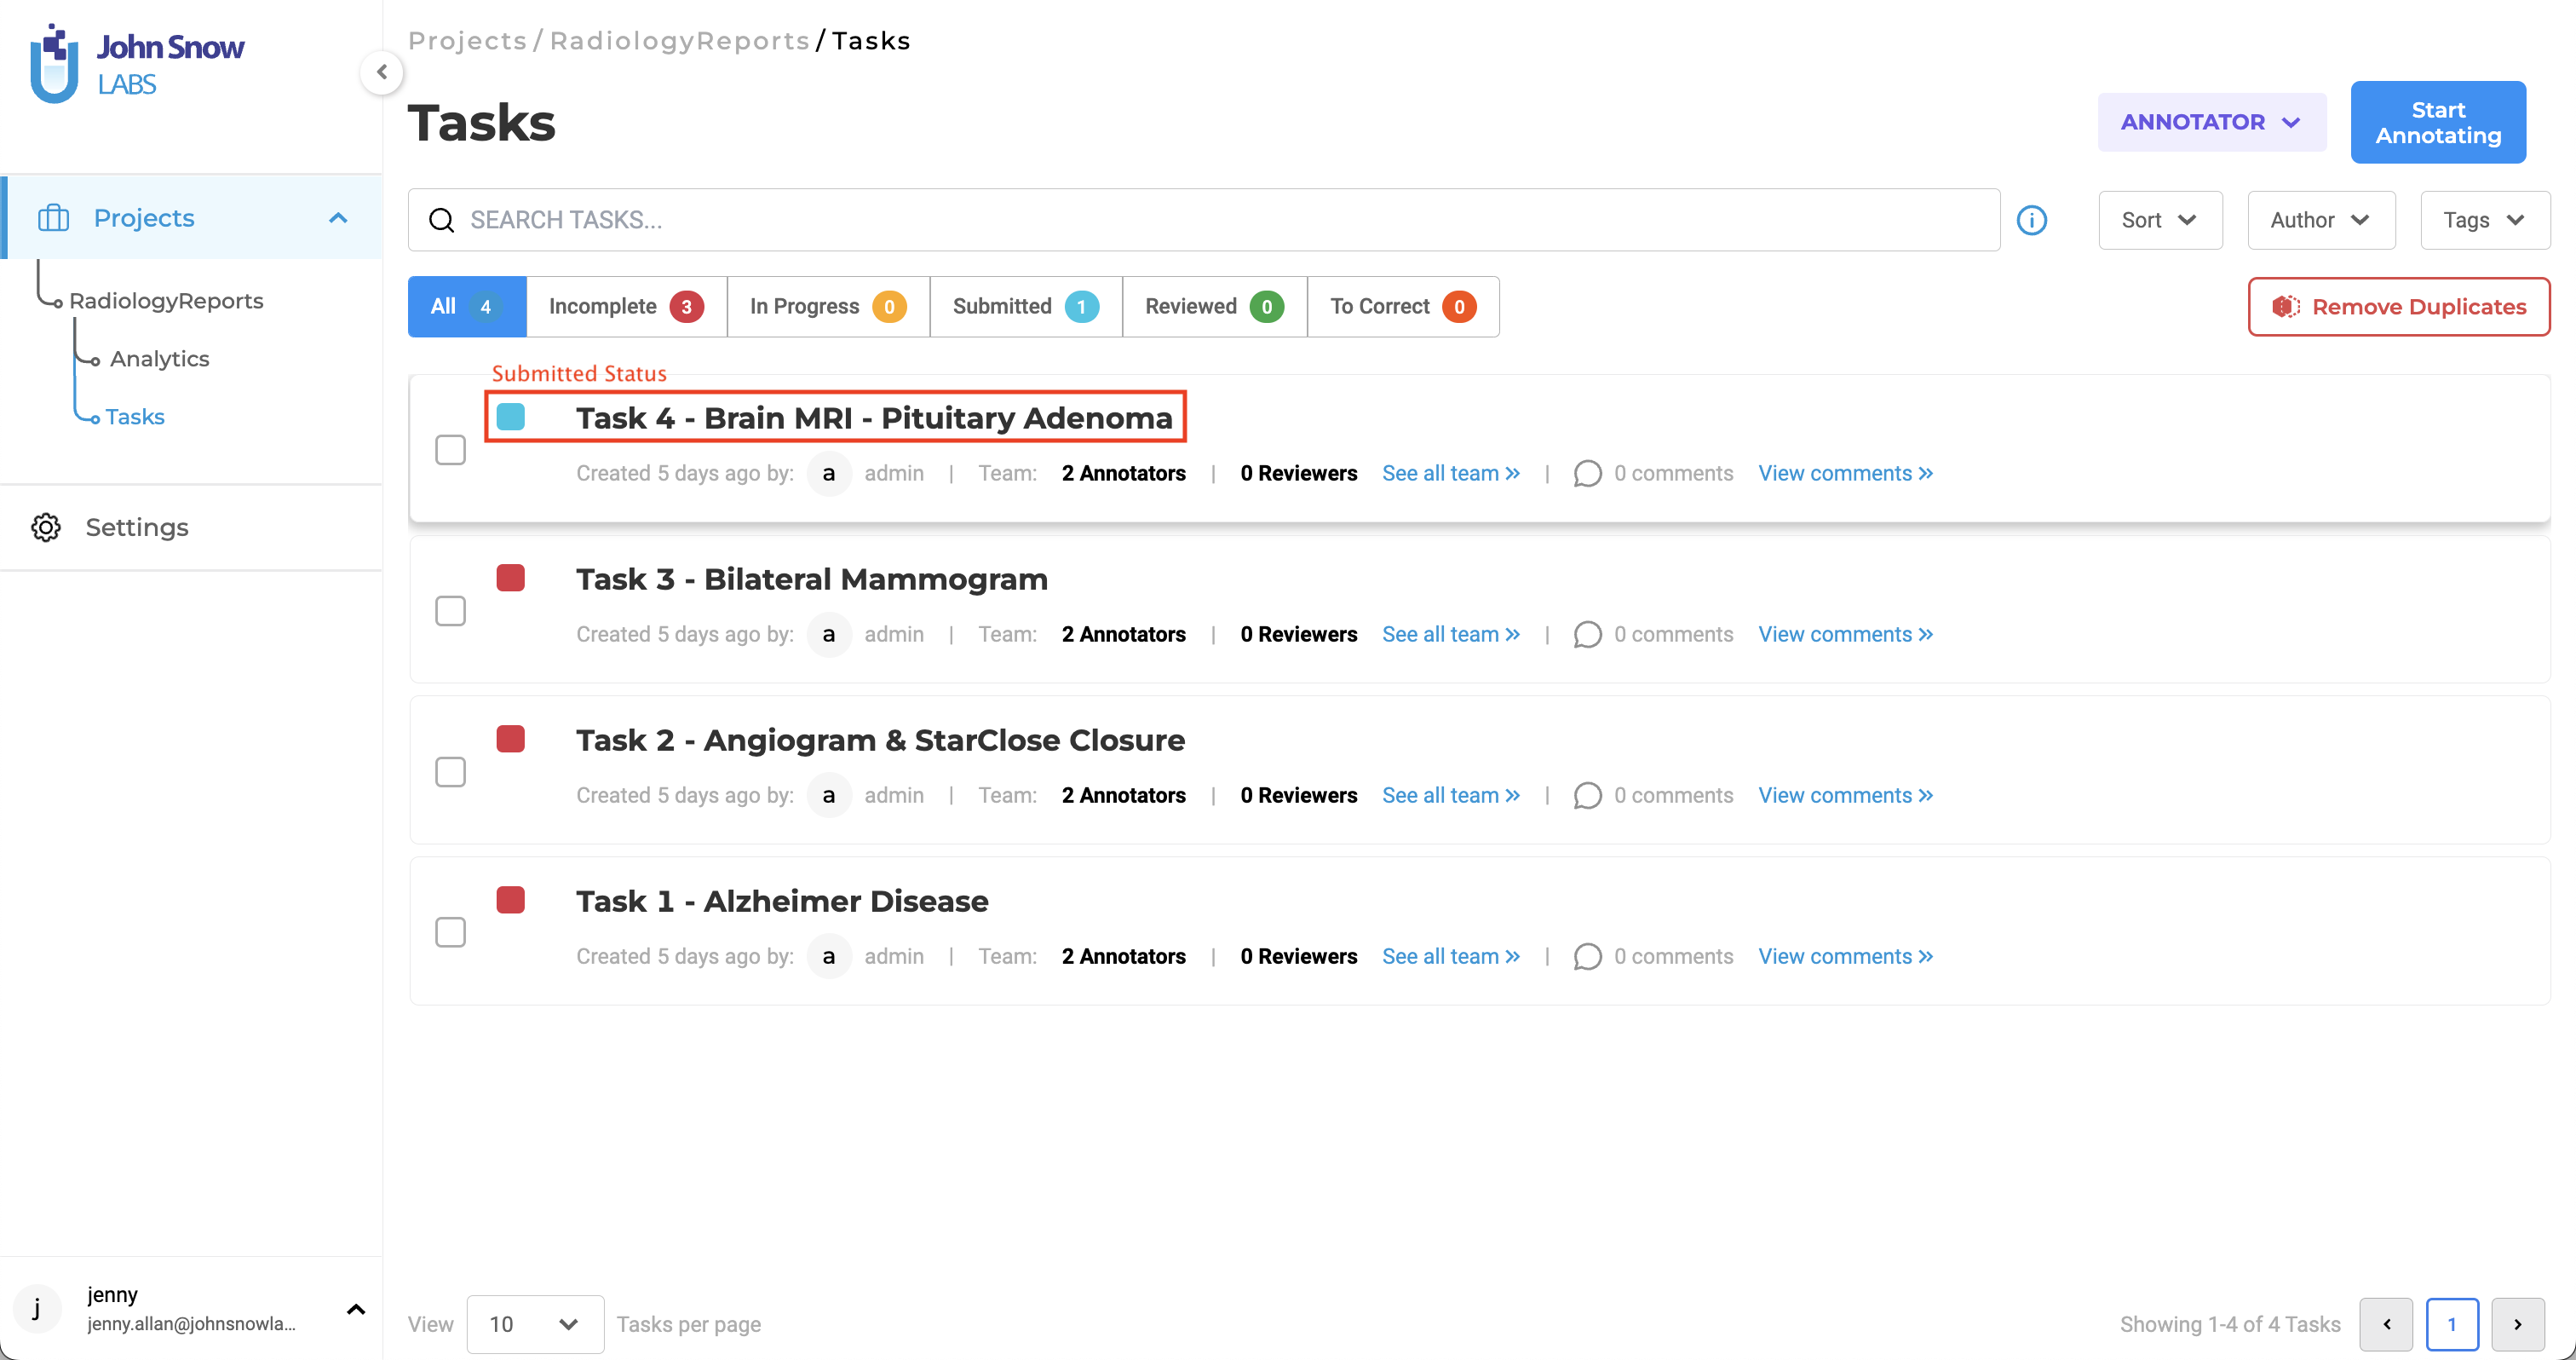 John Snow
LABS
Projects / RadiologyReports / Tasks
Tasks
ANNOTATOR
Start
Annotating
Projects
RadiologyReports
Analytics
Tasks
Settings
SEARCH TASKS...
Sort
Author
Tags
All 4
Incomplete 3
In Progress 0
Submitted 1
Reviewed 0
To Correct 0
Remove Duplicates
Submitted Status
Task 4 - Brain MRI - Pituitary Adenoma
Created 5 days ago by: a admin | Team: 2 Annotators | 0 Reviewers See all team » | 0 comments View comments »
Task 3 - Bilateral Mammogram
Created 5 days ago by: a admin | Team: 2 Annotators | 0 Reviewers See all team » | 0 comments View comments »
Task 2 - Angiogram & StarClose Closure
Created 5 days ago by: a admin | Team: 2 Annotators | 0 Reviewers See all team » | 0 comments View comments »
Task 1 - Alzheimer Disease
Created 5 days ago by: a admin | Team: 2 Annotators | 0 Reviewers See all team » | 0 comments View comments »
j
jenny
jenny.allan@johnsnowla...
View 10 Tasks per page
Showing 1-4 of 4 Tasks
1